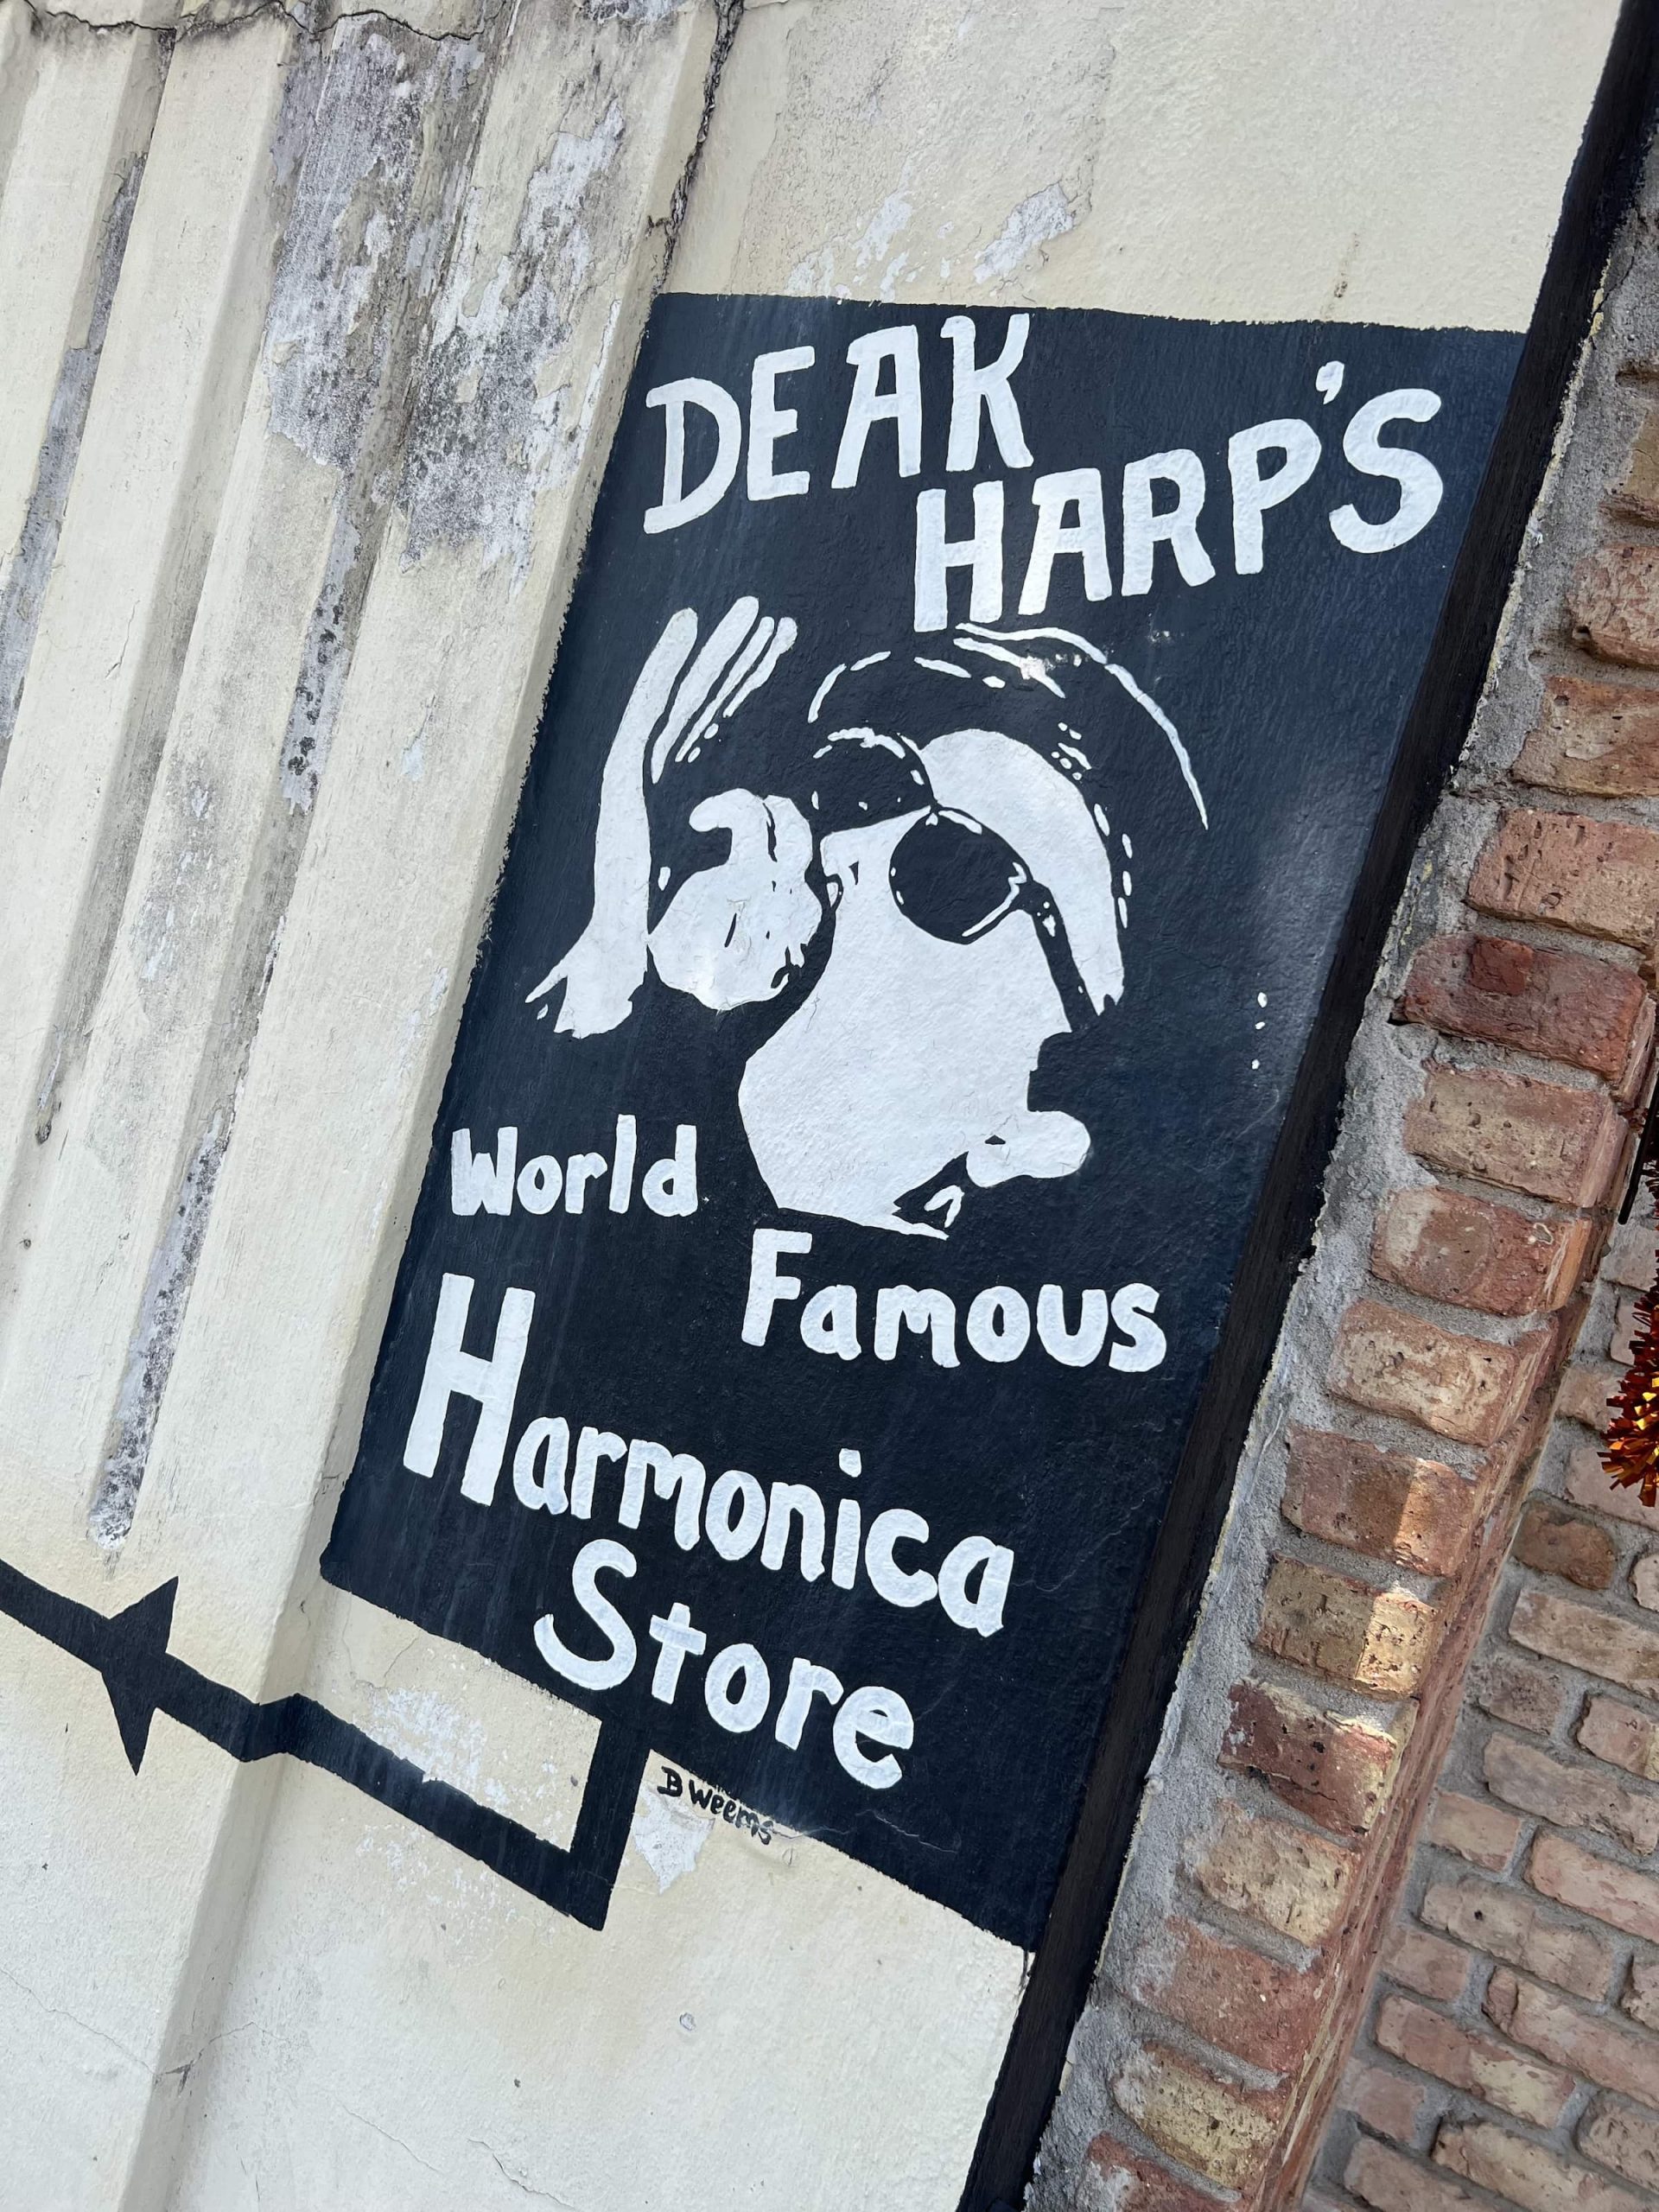 DEAK
HARP'S
World
Famous
Harmonica
Store
B Weems